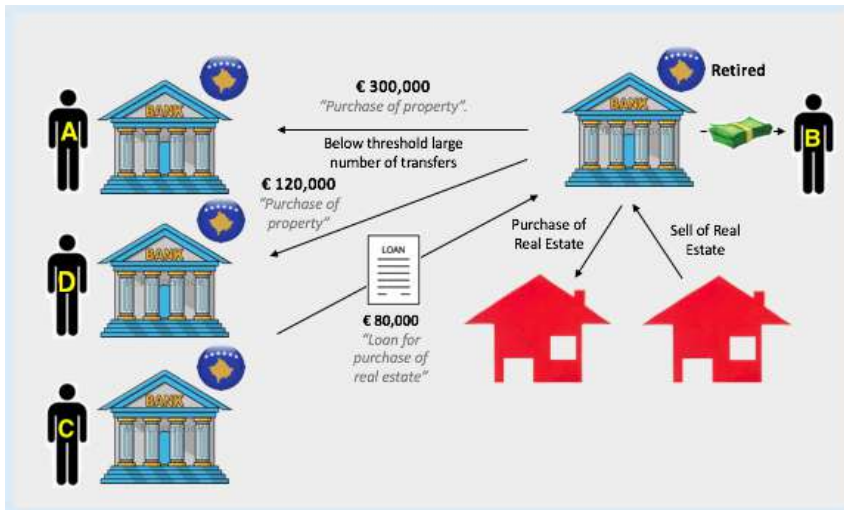 A
BANK
€ 300,000
"Purchase of property".
Below threshold large
number of transfers
BANK
Retired
B
€ 120,000
"Purchase of
property"
D
BANK
LOAN
€ 80,000
"Loan for
purchase of
real estate"
Purchase of
Real Estate
Sell of Real
Estate
C
BANK